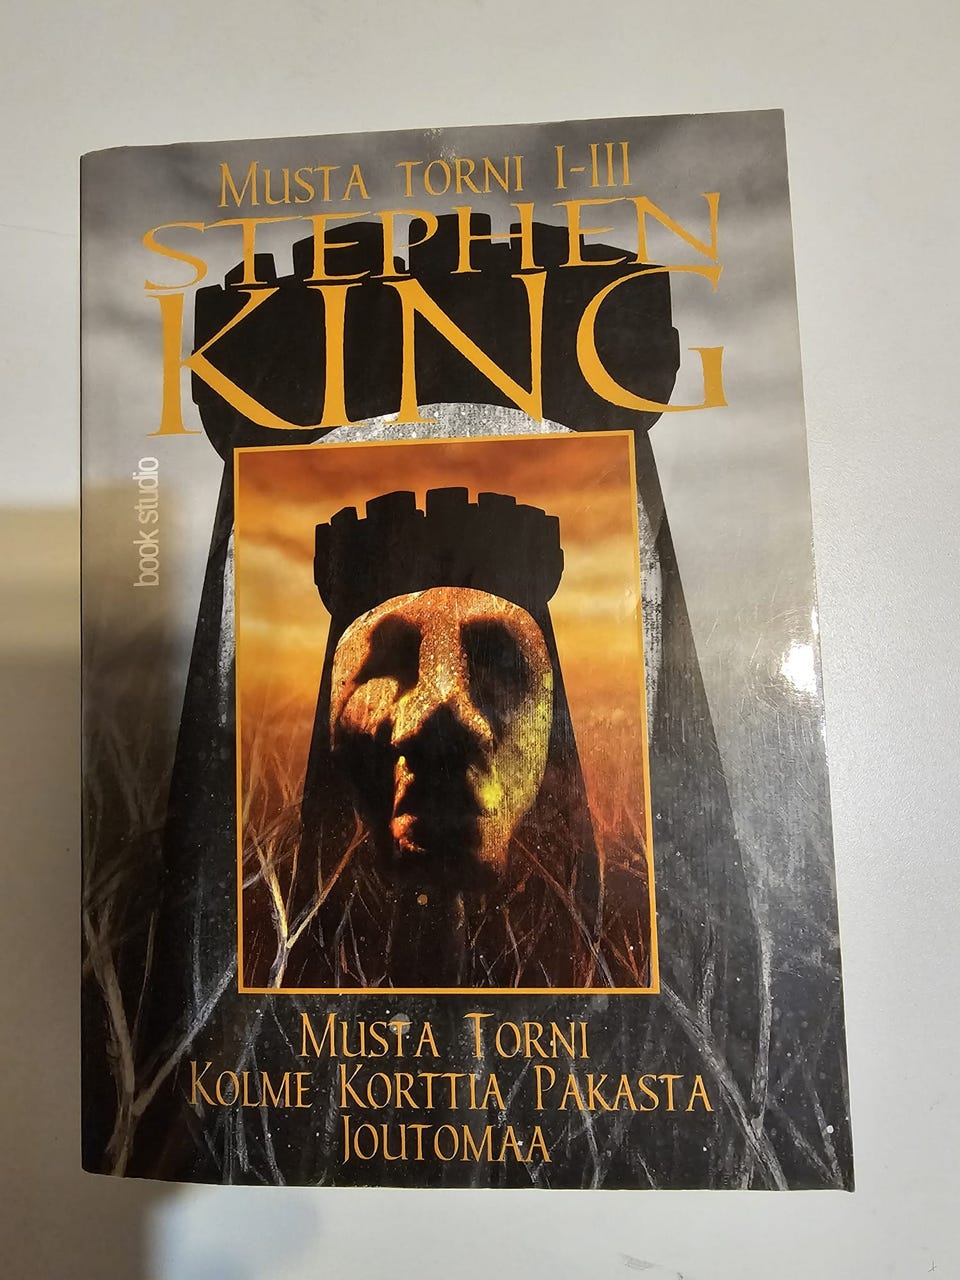 Musta torni I-III
STEPHEN
KING
book studio
Musta Torni
Kolme Korttia Pakasta
Joutomaa